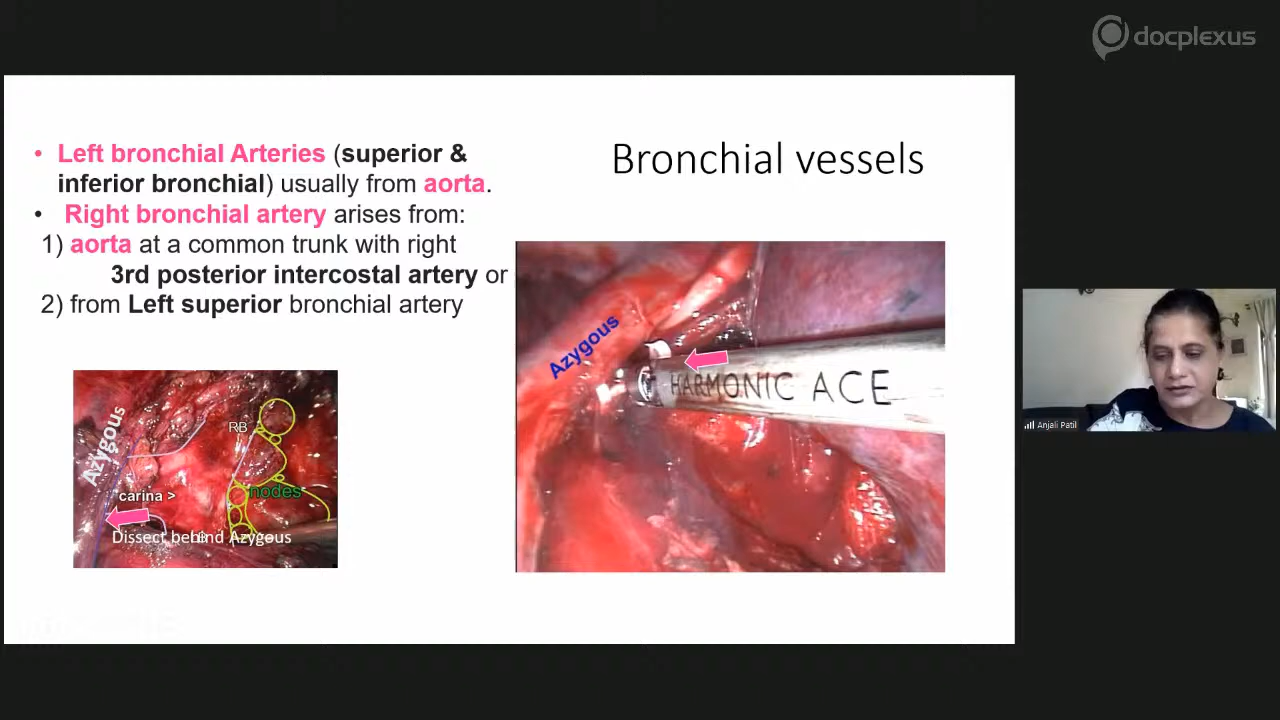 docplexus
Bronchial vessels
• Left bronchial Arteries (superior &
inferior bronchial) usually from aorta.
• Right bronchial artery arises from:
1) aorta at a common trunk with right
3rd posterior intercostal artery or
2) from Left superior bronchial artery
Azygous
RB
nodes
carina >
Dissect behind Azygous
Azygous
HARMONIC ACE
Anjali Patil